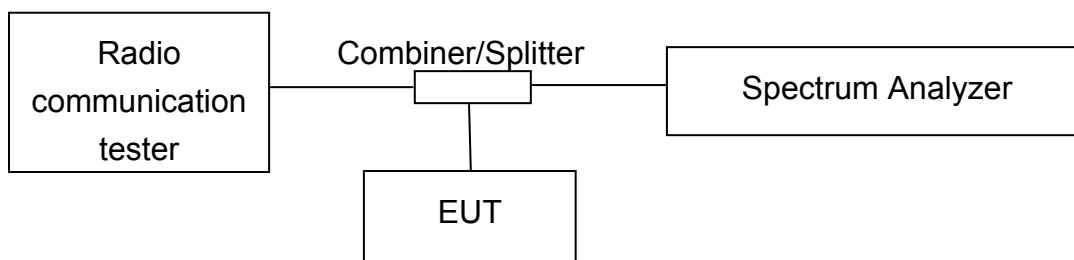 Radio
communication
tester
Combiner/Splitter
Spectrum Analyzer
EUT